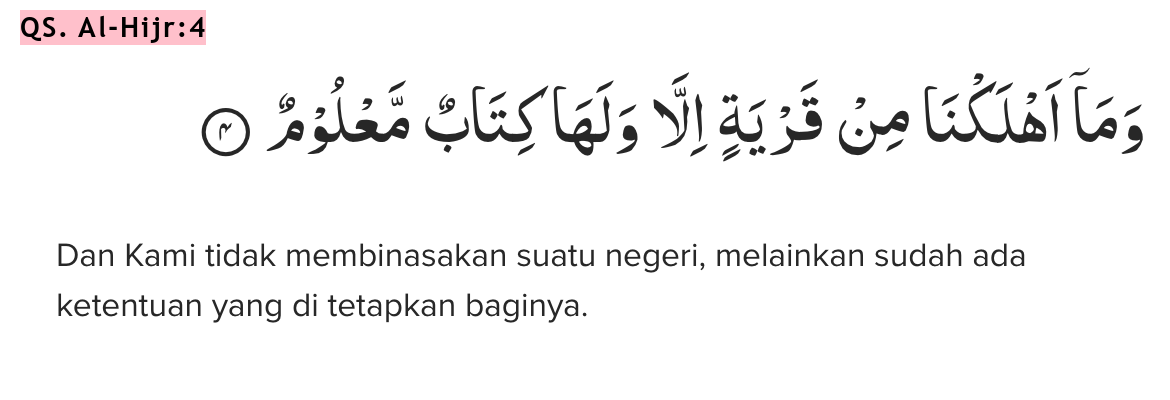 QS. Al-Hijr:4
وَمَآ اَهْلَكْنَا مِنْ قَرْيَةٍ اِلَّا وَلَهَا كِتَابٌ مَّعْلُوْمٌ ۝٤
Dan Kami tidak membinasakan suatu negeri, melainkan sudah ada
ketentuan yang di tetapkan baginya.